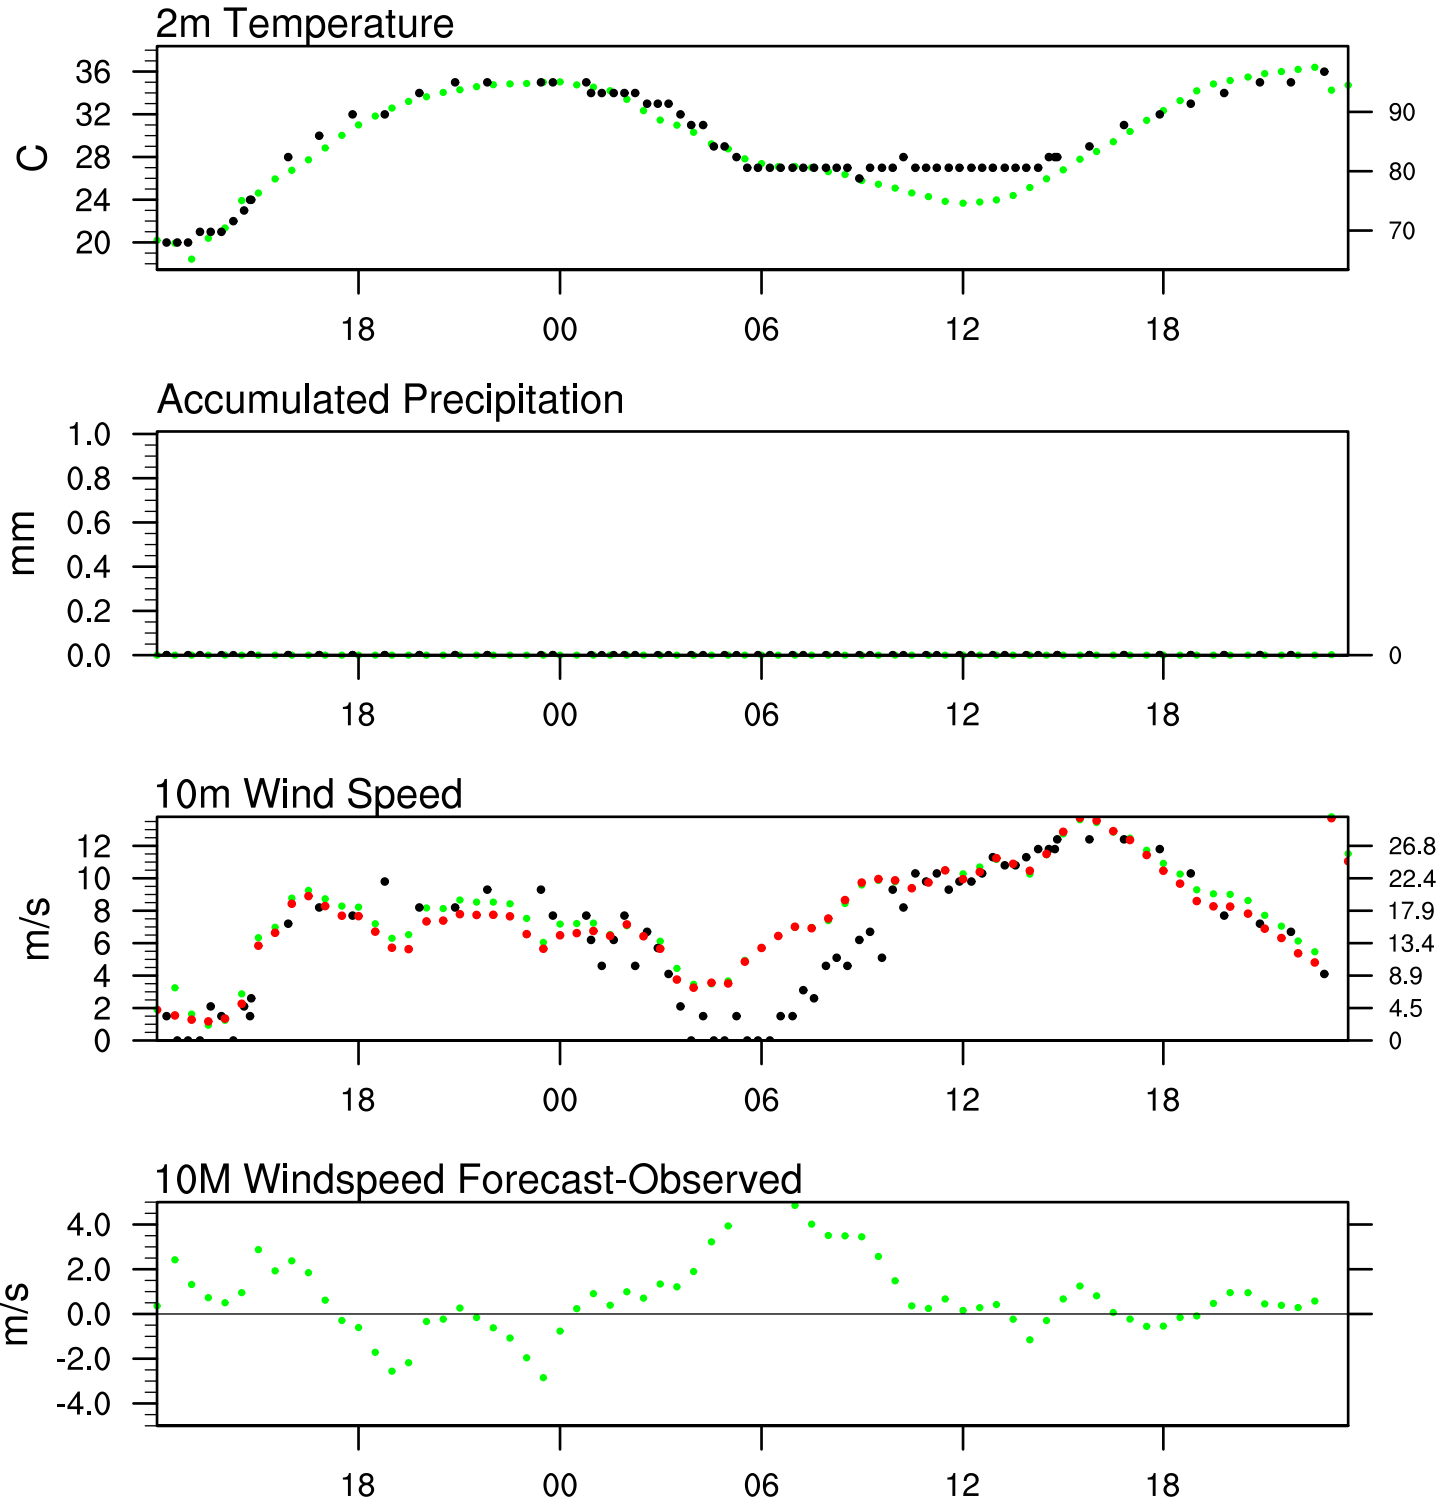 2m Temperature
36
32
28
24
20
C
90
80
70
18 00 06 12 18
Accumulated Precipitation
1.0
0.8
0.6
0.4
0.2
0.0
mm
0
18 00 06 12 18
10m Wind Speed
12
10
8
6
4
2
0
m/s
26.8
22.4
17.9
13.4
8.9
4.5
0
18 00 06 12 18
10M Windspeed Forecast-Observed
4.0
2.0
0.0
-2.0
-4.0
m/s
18 00 06 12 18